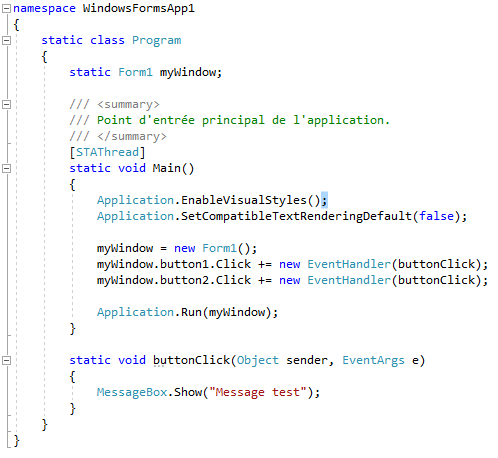 namespace WindowsFormsApp1
{
    static class Program
    {
        static Form1 myWindow;

        /// <summary>
        /// Point d'entrée principal de l'application.
        /// </summary>
        [STAThread]
        static void Main()
        {
            Application.EnableVisualStyles();
            Application.SetCompatibleTextRenderingDefault(false);

            myWindow = new Form1();
            myWindow.button1.Click += new EventHandler(buttonClick);
            myWindow.button2.Click += new EventHandler(buttonClick);

            Application.Run(myWindow);
        }

        static void buttonClick(Object sender, EventArgs e)
        {
            MessageBox.Show("Message test");
        }
    }
}